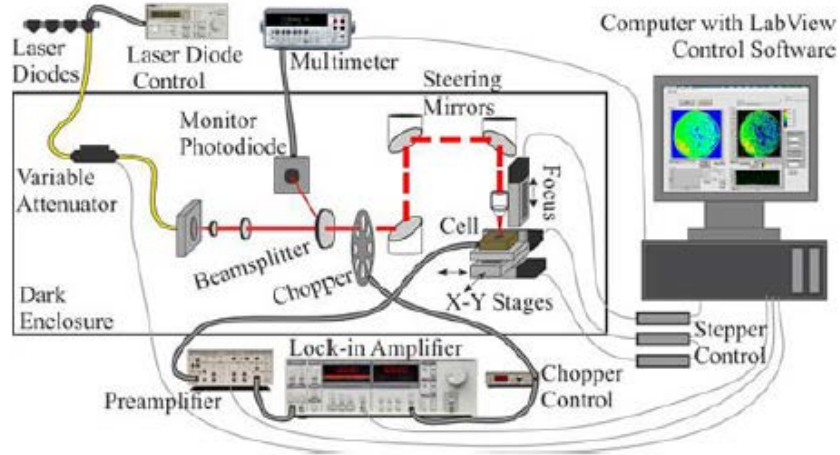 Laser
Diodes
Laser Diode
Control
Multimeter
Computer with LabView
Control Software
Steering
Mirrors
Monitor
Photodiode
Variable
Attenuator
Focus
Beamsplitter
Chopper
Cell
X-Y Stages
Dark
Enclosure
Lock-in Amplifier
Preamplifier
Chopper
Control
Stepper
Control